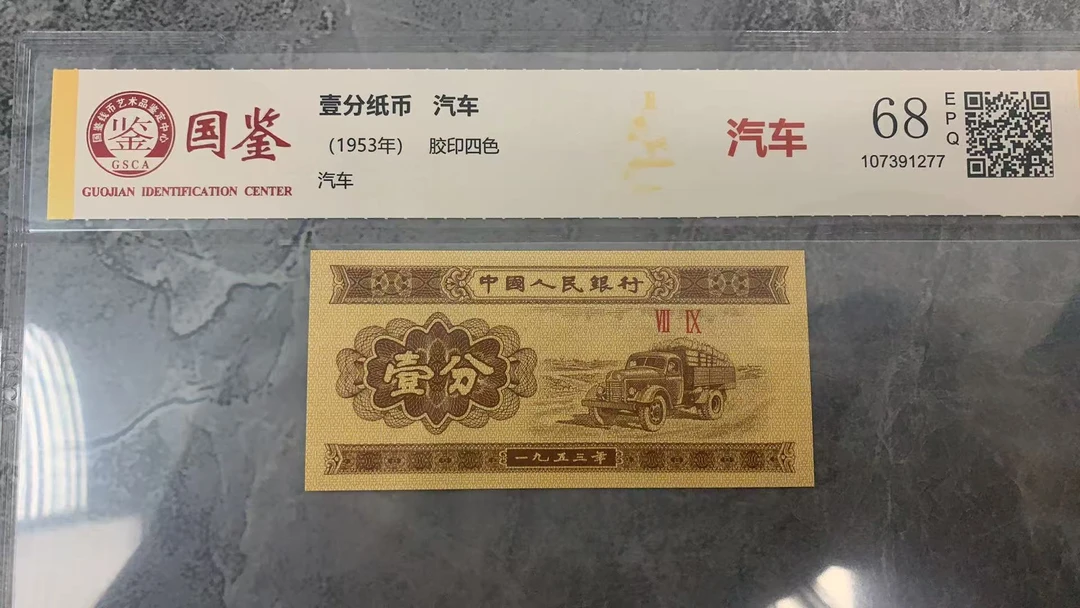 国鉴钱币艺术品鉴定中心
鉴
GSCA
国鉴
GUOJIAN IDENTIFICATION CENTER
壹分纸币 汽车
(1953年) 胶印四色
汽车
汽车
68
EPQ
107391277
中國人民銀行
VII IX
壹分
一九五三年